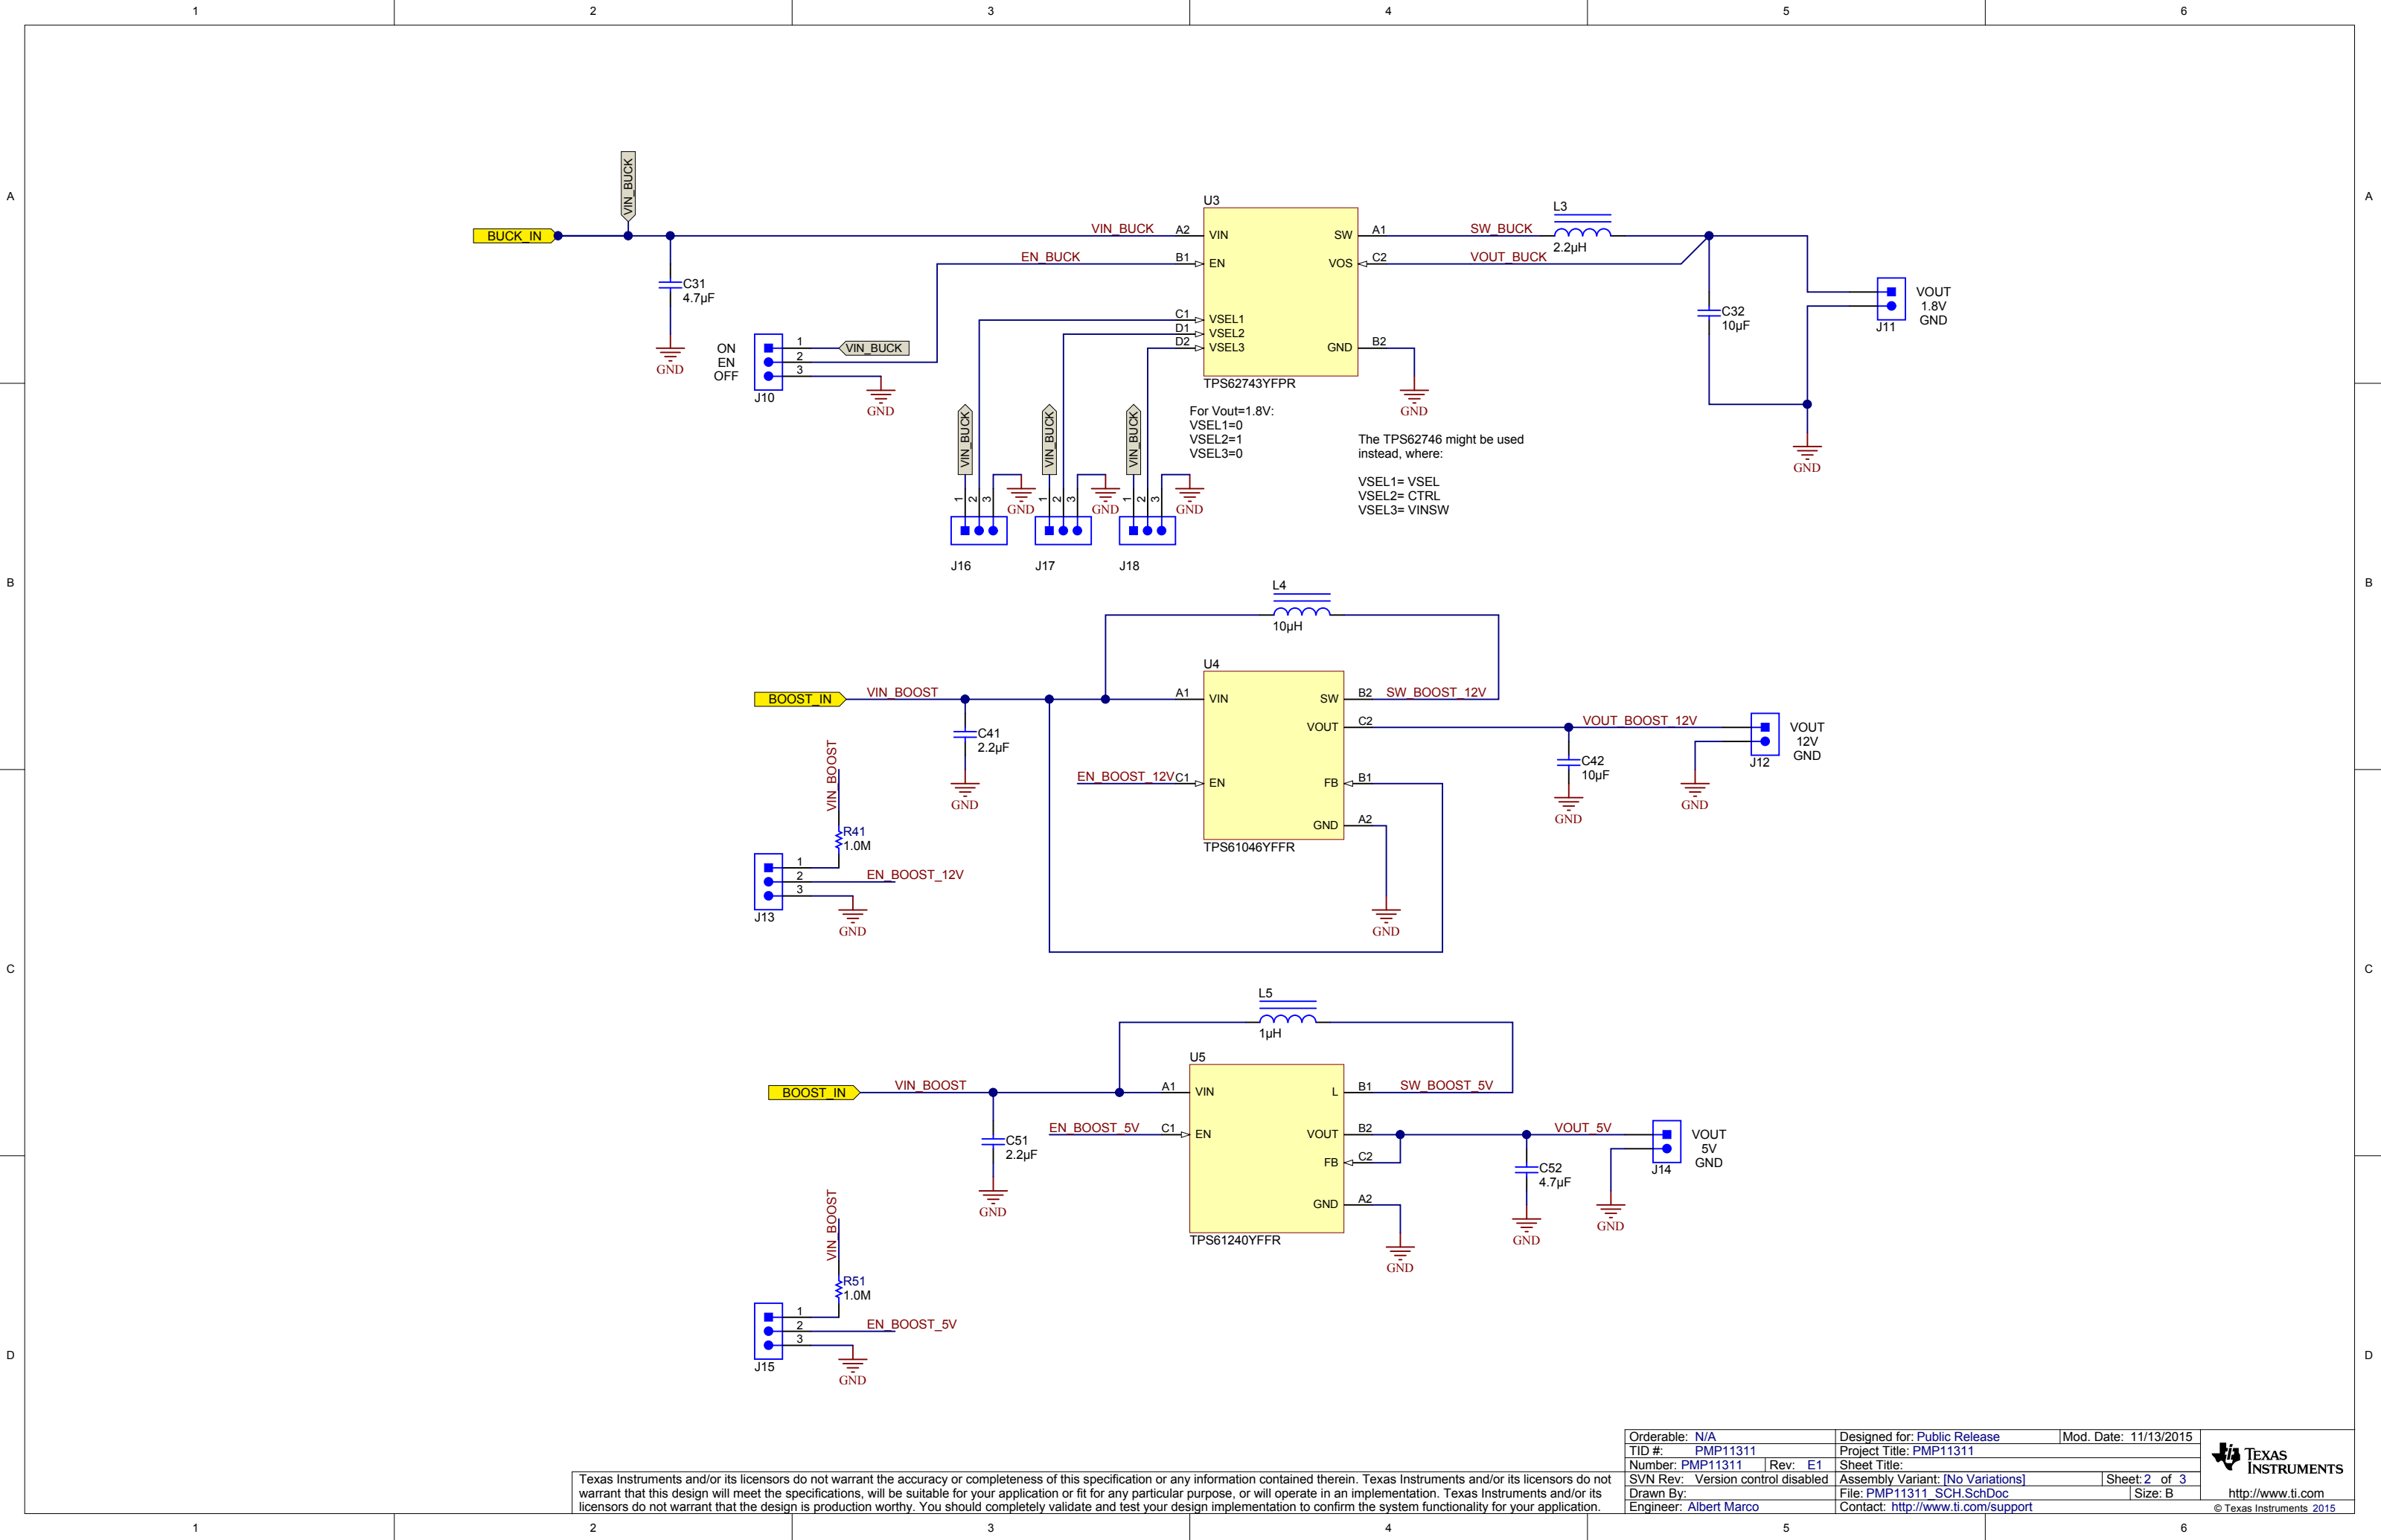 1 2 3 4 5 6
A A
VIN_BUCK
BUCK_IN
C31
4.7µF
GND
ON
EN
OFF
1
2
3
VIN_BUCK
J10
GND
VIN_BUCK
EN_BUCK
U3
A2 VIN
B1 EN
C1 VSEL1
D1 VSEL2
D2 VSEL3
SW A1
VOS C2
GND B2
TPS62743YFPR
SW_BUCK
VOUT_BUCK
L3
2.2µH
C32
10µF
GND
J11
VOUT
1.8V
GND
GND
For Vout=1.8V:
VSEL1=0
VSEL2=1
VSEL3=0
The TPS62746 might be used
instead, where:
VSEL1= VSEL
VSEL2= CTRL
VSEL3= VINSW
VIN_BUCK
1 2 3
GND
J16
VIN_BUCK
1 2 3
GND
J17
VIN_BUCK
1 2 3
GND
J18
B B
L4
10µH
BOOST_IN
VIN_BOOST
C41
2.2µF
GND
U4
A1 VIN
EN_BOOST_12V C1 EN
SW B2
VOUT C2
FB B1
GND A2
TPS61046YFFR
SW_BOOST_12V
VOUT_BOOST_12V
C42
10µF
GND
GND
J12
VOUT
12V
GND
GND
VIN_BOOST
R41
1.0M
1
2
3
EN_BOOST_12V
J13
GND
C C
L5
1µH
BOOST_IN
VIN_BOOST
C51
2.2µF
GND
U5
A1 VIN
EN_BOOST_5V C1 EN
L B1
VOUT B2
FB C2
GND A2
TPS61240YFFR
SW_BOOST_5V
VOUT_5V
C52
4.7µF
GND
GND
J14
VOUT
5V
GND
GND
VIN_BOOST
R51
1.0M
1
2
3
EN_BOOST_5V
J15
GND
D D
Texas Instruments and/or its licensors do not warrant the accuracy or completeness of this specification or any information contained therein. Texas Instruments and/or its licensors do not
warrant that this design will meet the specifications, will be suitable for your application or fit for any particular purpose, or will operate in an implementation. Texas Instruments and/or its
licensors do not warrant that the design is production worthy. You should completely validate and test your design implementation to confirm the system functionality for your application.
Orderable: N/A Designed for: Public Release Mod. Date: 11/13/2015
TID #: PMP11311 Project Title: PMP11311
Number: PMP11311 Rev: E1 Sheet Title:
SVN Rev: Version control disabled Assembly Variant: [No Variations] Sheet: 2 of 3
Drawn By: File: PMP11311_SCH.SchDoc Size: B
Engineer: Albert Marco Contact: http://www.ti.com/support
TEXAS
INSTRUMENTS
http://www.ti.com
© Texas Instruments 2015
1 2 3 4 5 6